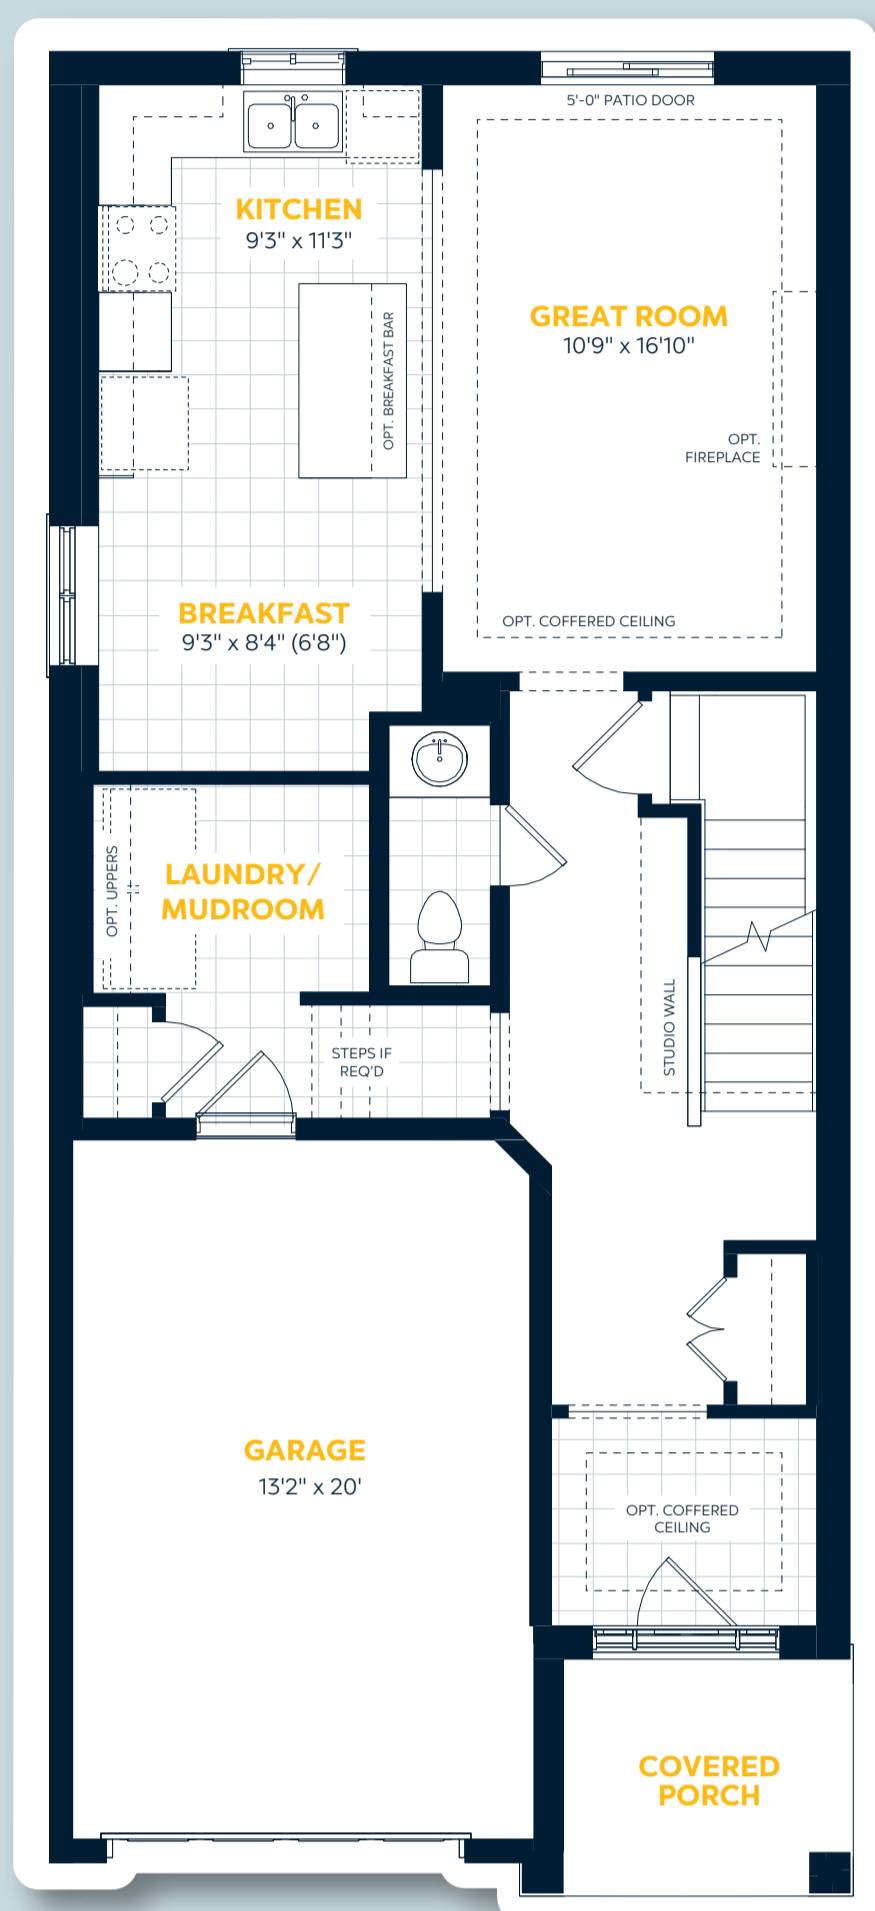 5'-0" PATIO DOOR
KITCHEN
9'3" x 11'3"
GREAT ROOM
10'9" x 16'10"
OPT. BREAKFAST BAR
OPT.
FIREPLACE
BREAKFAST
9'3" x 8'4" (6'8")
OPT. COFFERED CEILING
OPT. UPPERS
LAUNDRY/
MUDROOM
STUDIO WALL
STEPS IF
REQ'D
GARAGE
13'2" x 20'
OPT. COFFERED
CEILING
COVERED
PORCH